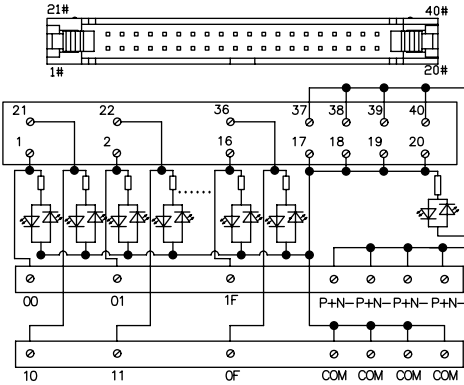 21# 40#
1# 20#
21 22 36 37 38 39 40
1 2 16 17 18 19 20
00 01 1F P+N- P+N- P+N- P+N-
10 11 0F COM COM COM COM